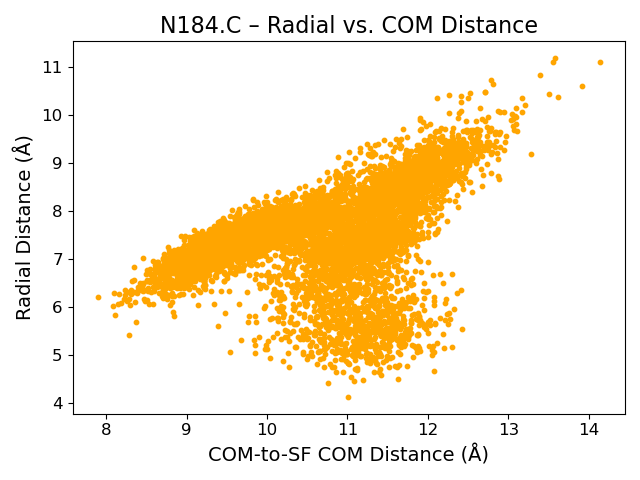 N184.C – Radial vs. COM Distance
Radial Distance (Å)
11
10
9
8
7
6
5
4
8 9 10 11 12 13 14
COM-to-SF COM Distance (Å)